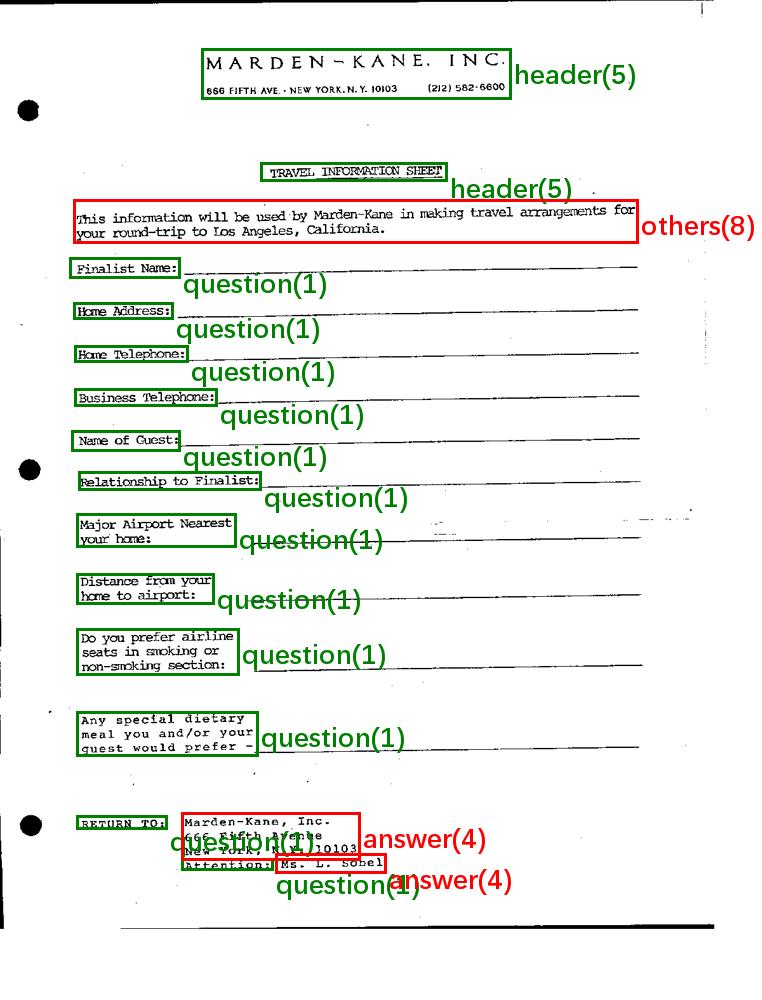 MARDEN-KANE, INC.
666 FIFTH AVE. · NEW YORK, N.Y. 10103 (212) 582-6600
header(5)
TRAVEL INFORMATION SHEET
header(5)
This information will be used by Marden-Kane in making travel arrangements for
your round-trip to Los Angeles, California.
others(8)
Finalist Name:
question(1)
Home Address:
question(1)
Home Telephone:
question(1)
Business Telephone:
question(1)
Name of Guest:
question(1)
Relationship to Finalist:
question(1)
Major Airport Nearest
your home:
question(1)
Distance from your
home to airport:
question(1)
Do you prefer airline
seats in smoking or
non-smoking section:
question(1)
Any special dietary
meal you and/or your
guest would prefer -
question(1)
RETURN TO:
question(1)
Marden-Kane, Inc.
666 Fifth Avenue
New York, N.Y. 10103
answer(4)
Attention: Ms. L. Sobel
question(1)
answer(4)